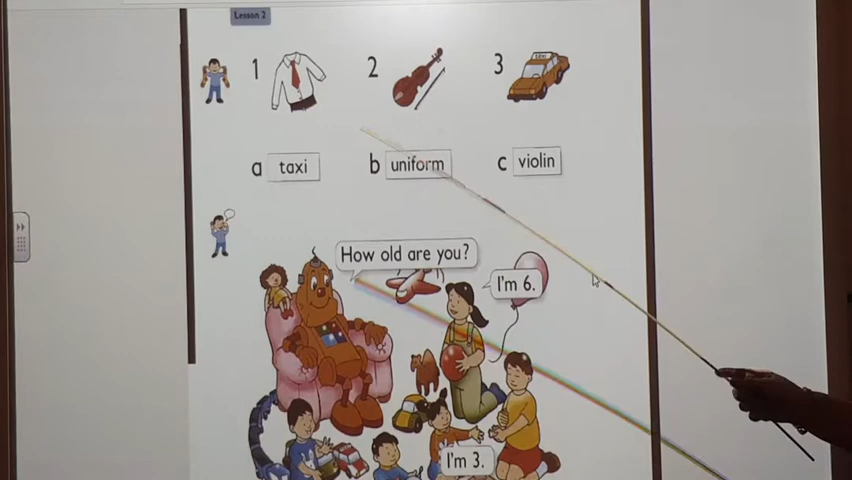 Lesson 2
1 2 3
a taxi b uniform c violin
How old are you?
I'm 6.
I'm 3.